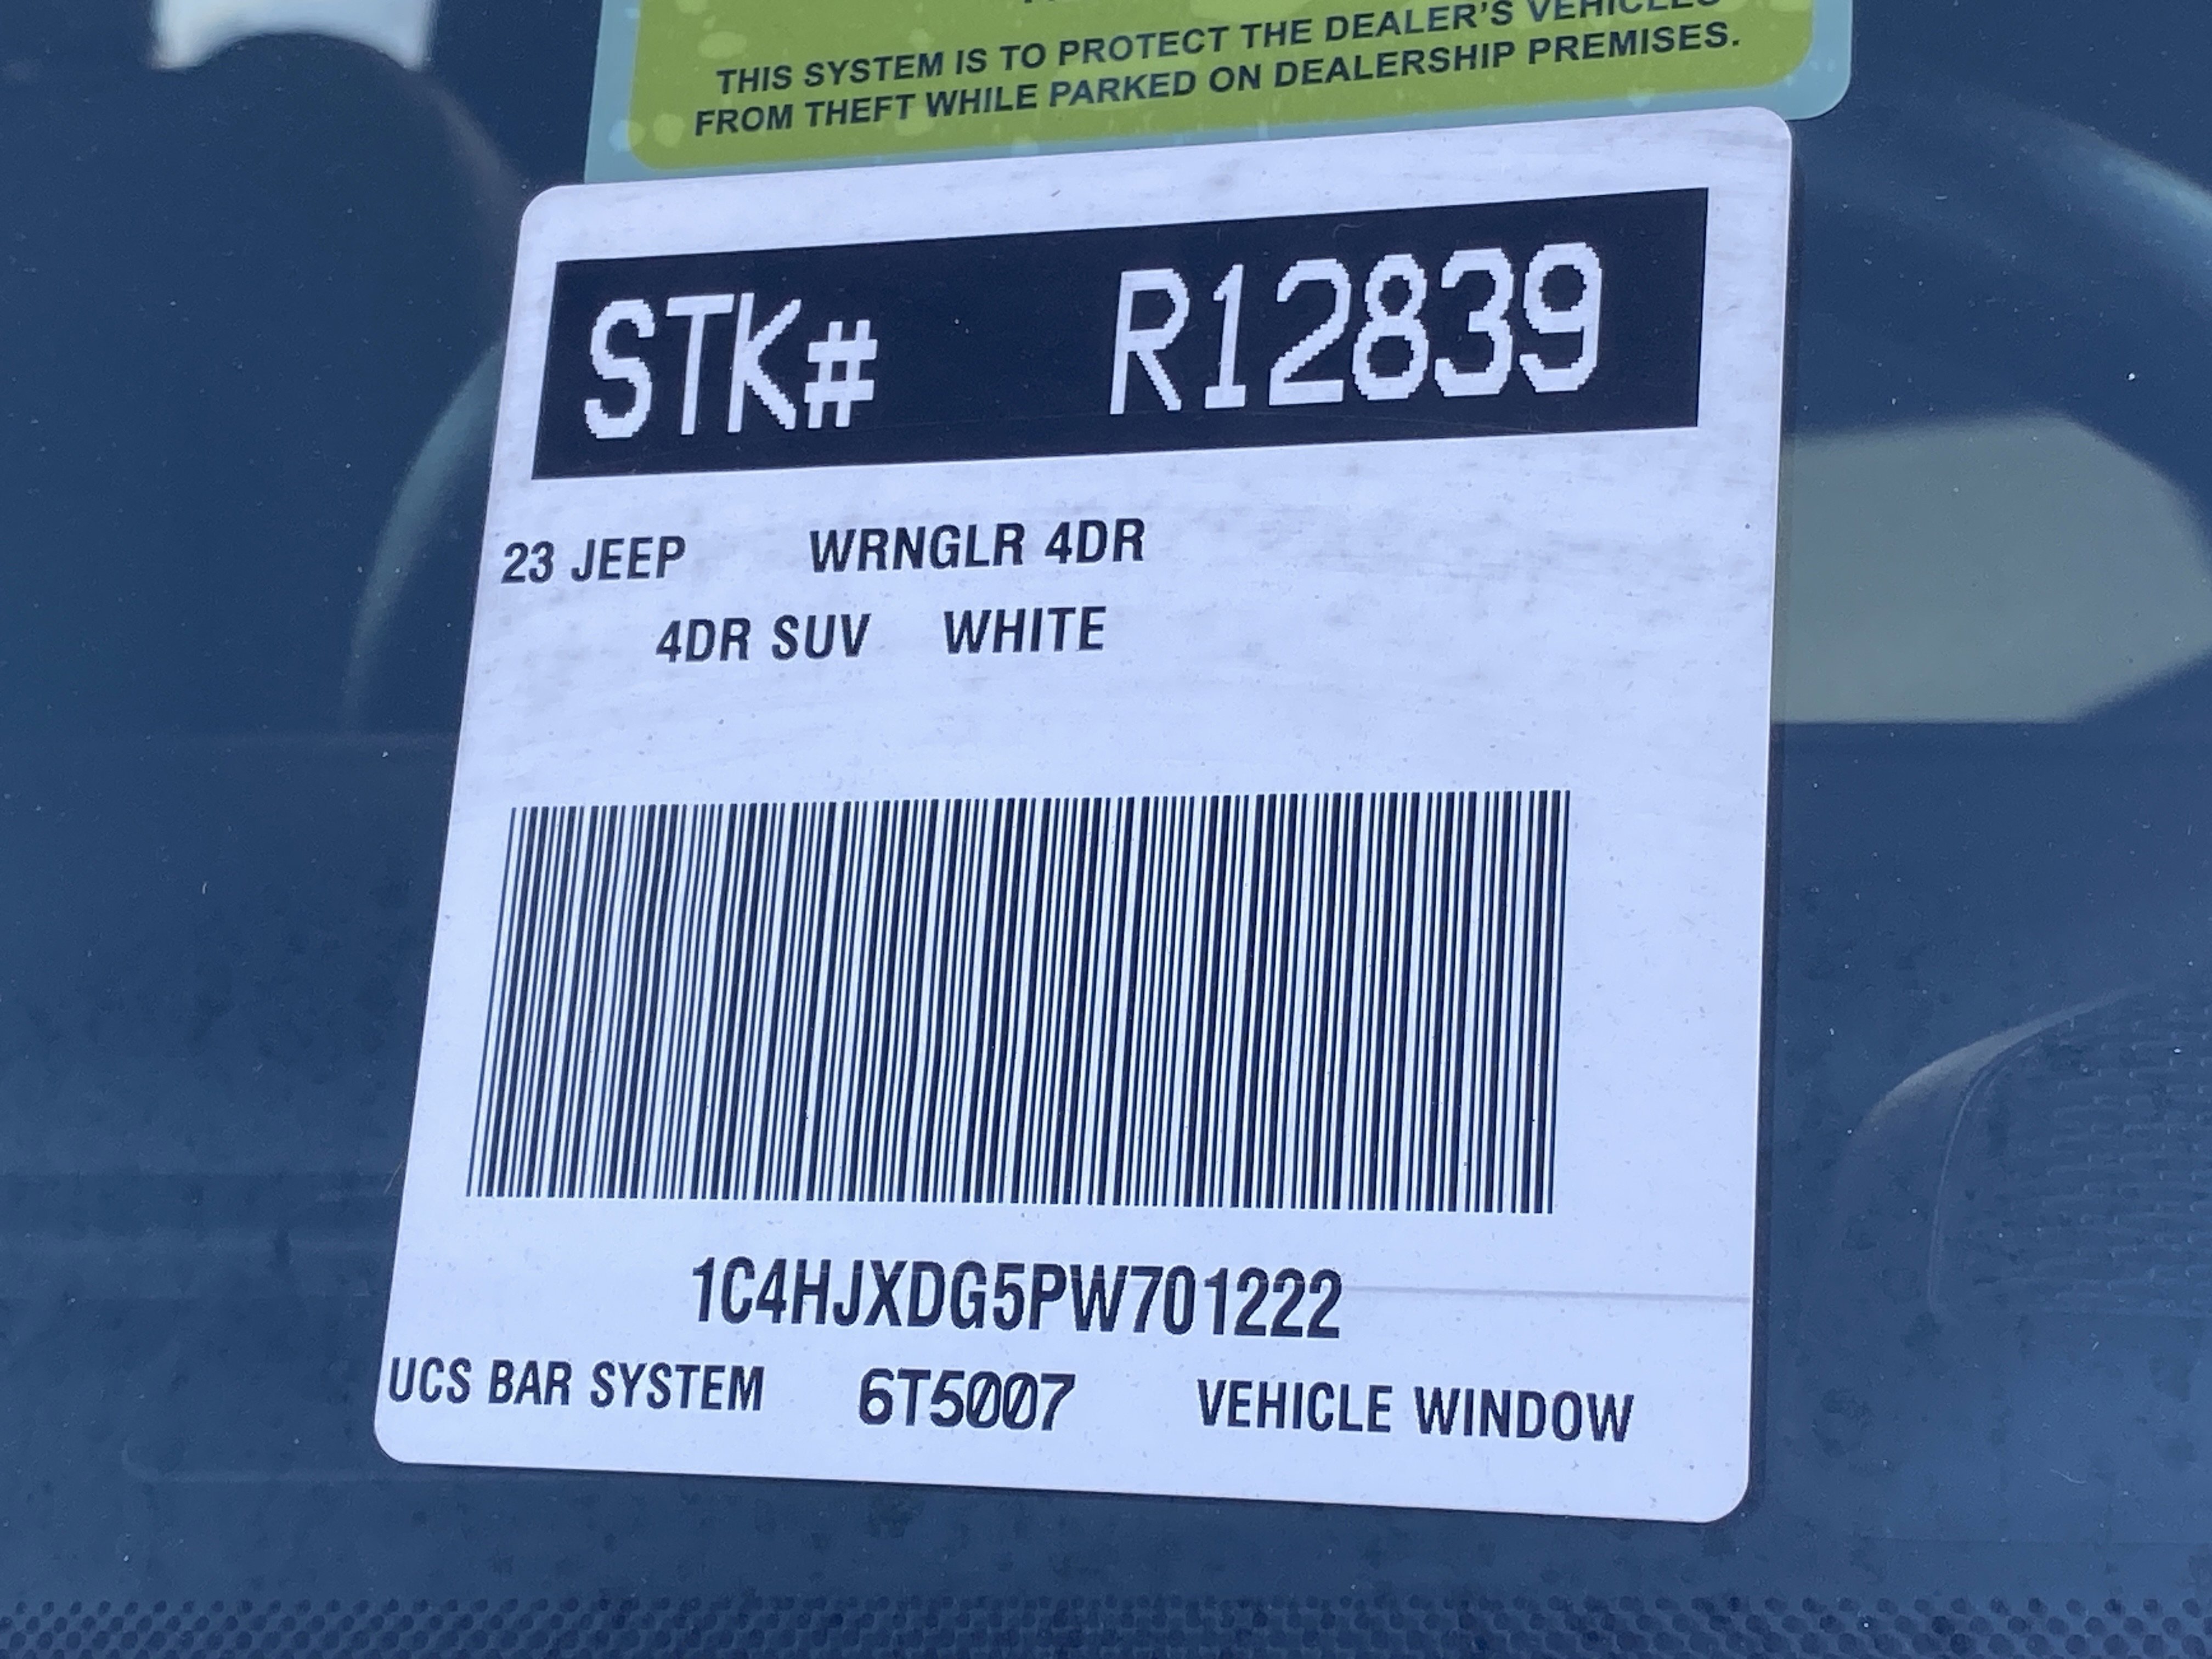 THIS SYSTEM IS TO PROTECT THE DEALER'S VEHICLES
FROM THEFT WHILE PARKED ON DEALERSHIP PREMISES.
STK# R12839
23 JEEP WRNGLR 4DR
4DR SUV WHITE
1C4HJXDG5PW701222
UCS BAR SYSTEM 6T5007 VEHICLE WINDOW